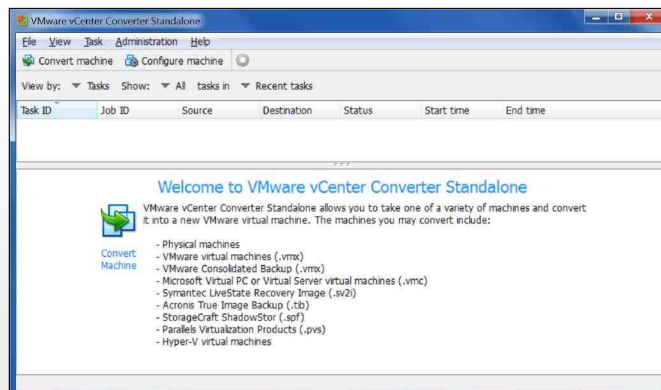 VMware vCenter Converter Standalone
File View Task Administration Help
Convert machine Configure machine
View by: Tasks Show: All tasks in Recent tasks
Task ID Job ID Source Destination Status Start time End time
Welcome to VMware vCenter Converter Standalone
VMware vCenter Converter Standalone allows you to take one of a variety of machines and convert
it into a new VMware virtual machine. The machines you may convert include:
Convert
Machine
- Physical machines
- VMware virtual machines (.vmx)
- VMware Consolidated Backup (.vmx)
- Microsoft Virtual PC or Virtual Server virtual machines (.vmc)
- Symantec LiveState Recovery Image (.sv2i)
- Acronis True Image Backup (.tib)
- StorageCraft ShadowStor (.spf)
- Parallels Virtualization Products (.pvs)
- Hyper-V virtual machines